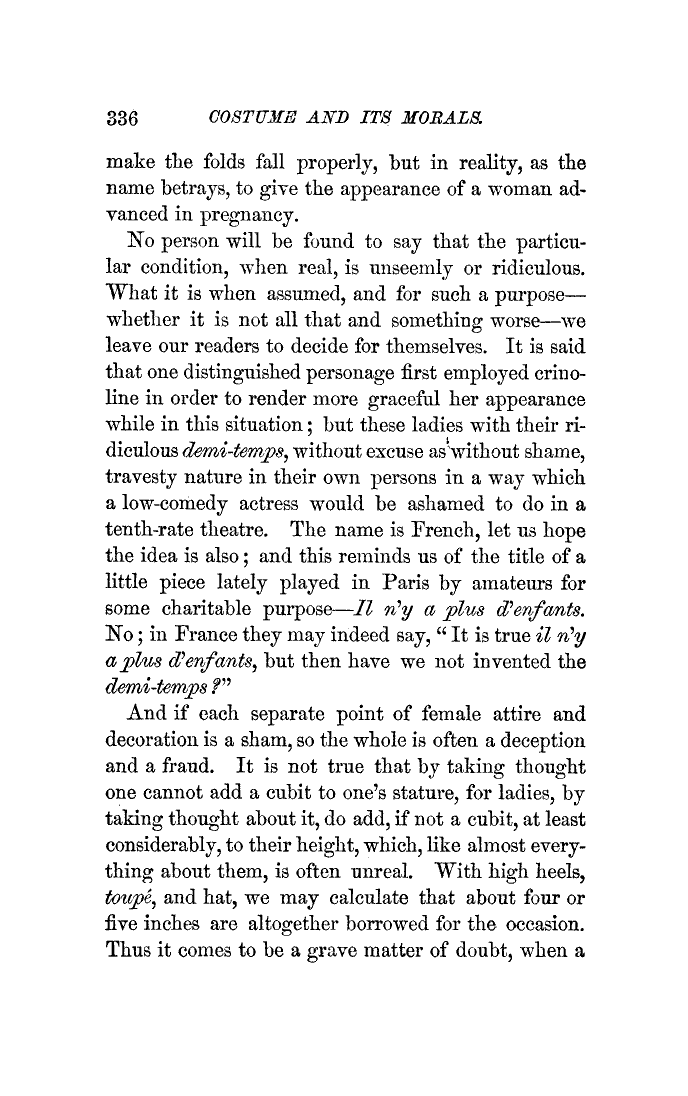 336 COSTUME AND ITS MORALS.
make the folds fall properly, but in reality, as the
name betrays, to give the appearance of a woman ad-
vanced in pregnancy.
No person will be found to say that the particu-
lar condition, when real, is unseemly or ridiculous.
What it is when assumed, and for such a purpose—
whether it is not all that and something worse—we
leave our readers to decide for themselves. It is said
that one distinguished personage first employed crino-
line in order to render more graceful her appearance
while in this situation; but these ladies with their ri-
diculous demi-temps, without excuse as without shame,
travesty nature in their own persons in a way which
a low-comedy actress would be ashamed to do in a
tenth-rate theatre. The name is French, let us hope
the idea is also; and this reminds us of the title of a
little piece lately played in Paris by amateurs for
some charitable purpose—Il n'y a plus d'enfants.
No; in France they may indeed say, "It is true il n'y
a plus d'enfants, but then have we not invented the
demi-temps?"
And if each separate point of female attire and
decoration is a sham, so the whole is often a deception
and a fraud. It is not true that by taking thought
one cannot add a cubit to one's stature, for ladies, by
taking thought about it, do add, if not a cubit, at least
considerably, to their height, which, like almost every-
thing about them, is often unreal. With high heels,
toupé, and hat, we may calculate that about four or
five inches are altogether borrowed for the occasion.
Thus it comes to be a grave matter of doubt, when a